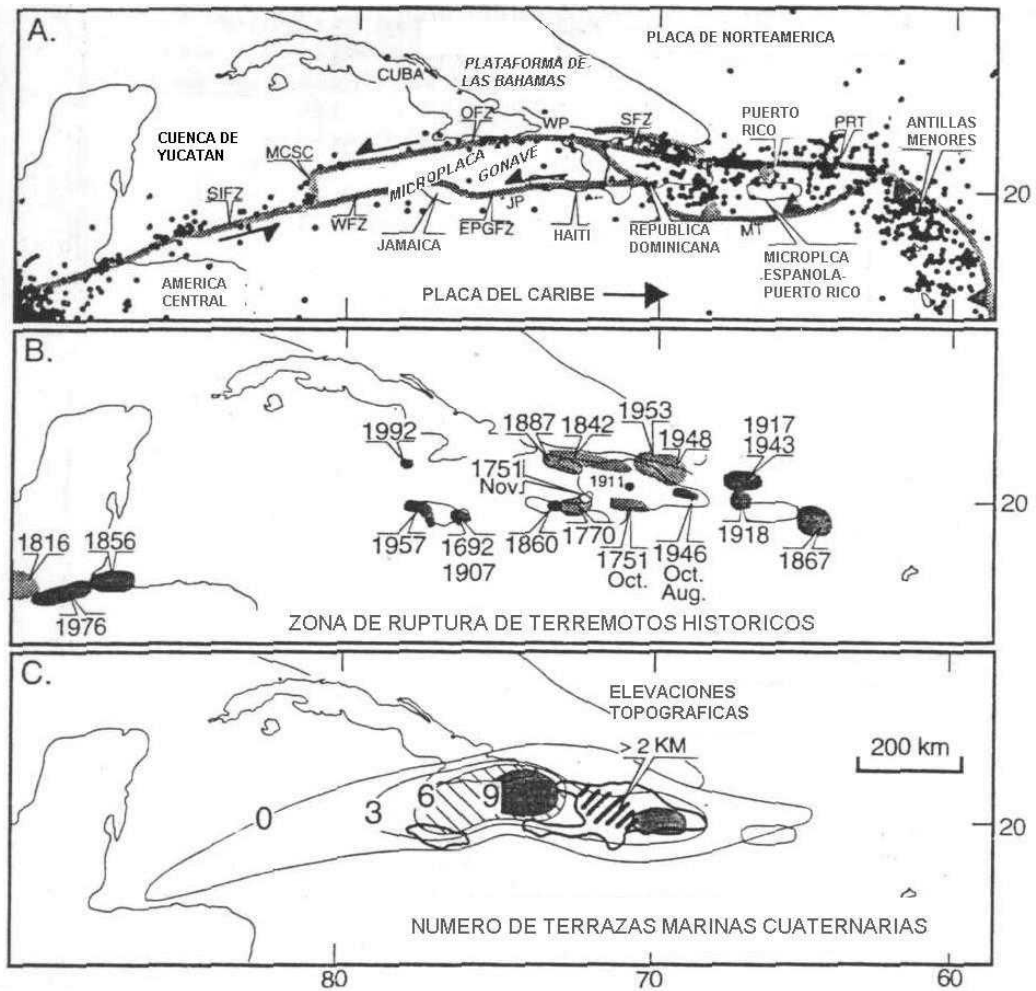 A.
PLACA DE NORTEAMERICA
CUBA
PLATAFORMA DE
LAS BAHAMAS
CUENCA DE
YUCATAN
OFZ
WP
SFZ
PUERTO
RICO
PRT
ANTILLAS
MENORES
MCSC
MICROPLACA
GONAVE
20
SIFZ
WFZ
JAMAICA
JP
EPGFZ
HAITI
REPUBLICA
DOMINICANA
MT
MICROPLCA
ESPANOLA-
PUERTO RICO
AMERICA
CENTRAL
PLACA DEL CARIBE
80
70
60
B.
1992
1887
1842
1953
1948
1917
1943
1751
Nov.
1911
20
1957
1692
1907
1860
1770
1751
Oct.
1946
Oct.
Aug.
1918
1867
1816
1856
1976
ZONA DE RUPTURA DE TERREMOTOS HISTORICOS
C.
ELEVACIONES
TOPOGRAFICAS
> 2 KM
200 km
0
3
6
9
20
NUMERO DE TERRAZAS MARINAS CUATERNARIAS
80
70
60